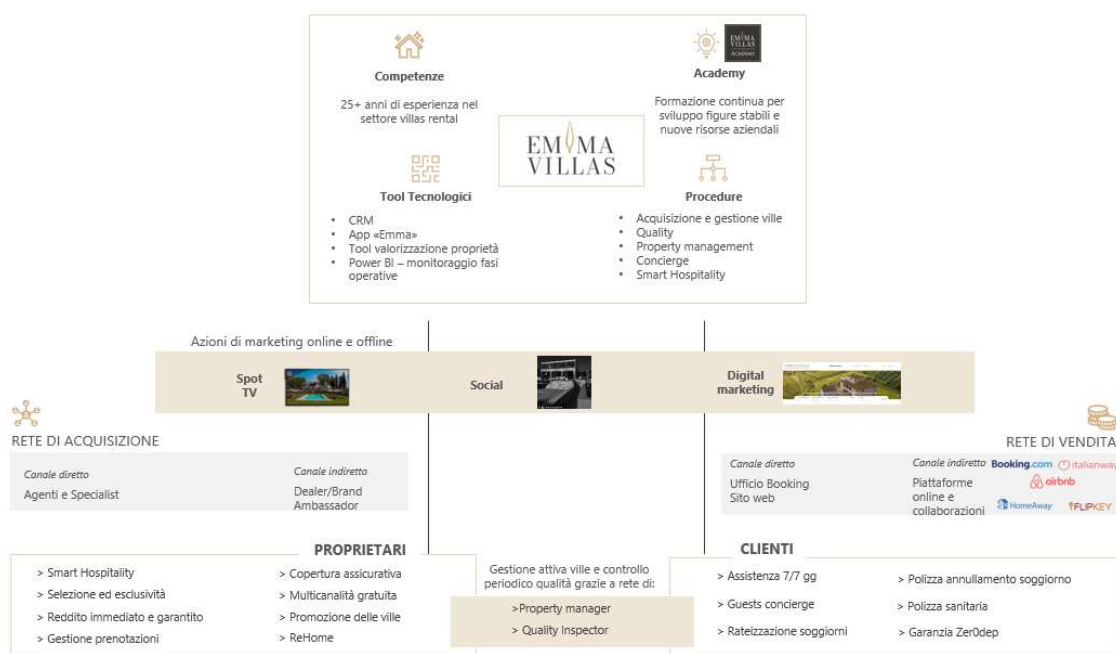 Competenze
25+ anni di esperienza nel
settore villas rental
EMMA
VILLAS
ACADEMY
Academy
Formazione continua per
sviluppo figure stabili e
nuove risorse aziendali
EMMA
VILLAS
Tool Tecnologici
• CRM
• App «Emma»
• Tool valorizzazione proprietà
• Power BI – monitoraggio fasi
operative
Procedure
• Acquisizione e gestione ville
• Quality
• Property management
• Concierge
• Smart Hospitality
Azioni di marketing online e offline
Spot
TV
Social
Digital
marketing
RETE DI ACQUISIZIONE
Canale diretto
Agenti e Specialist
Canale indiretto
Dealer/Brand
Ambassador
RETE DI VENDITA
Canale diretto
Ufficio Booking
Sito web
Canale indiretto
Piattaforme
online e
collaborazioni
Booking.com
italianway
airbnb
HomeAway
FLIPKEY
PROPRIETARI
> Smart Hospitality
> Selezione ed esclusività
> Reddito immediato e garantito
> Gestione prenotazioni
> Copertura assicurativa
> Multicanalità gratuita
> Promozione delle ville
> ReHome
Gestione attiva ville e controllo
periodico qualità grazie a rete di:
>Property manager
> Quality Inspector
CLIENTI
> Assistenza 7/7 gg
> Guests concierge
> Rateizzazione soggiorni
> Polizza annullamento soggiorno
> Polizza sanitaria
> Garanzia Zer0dep